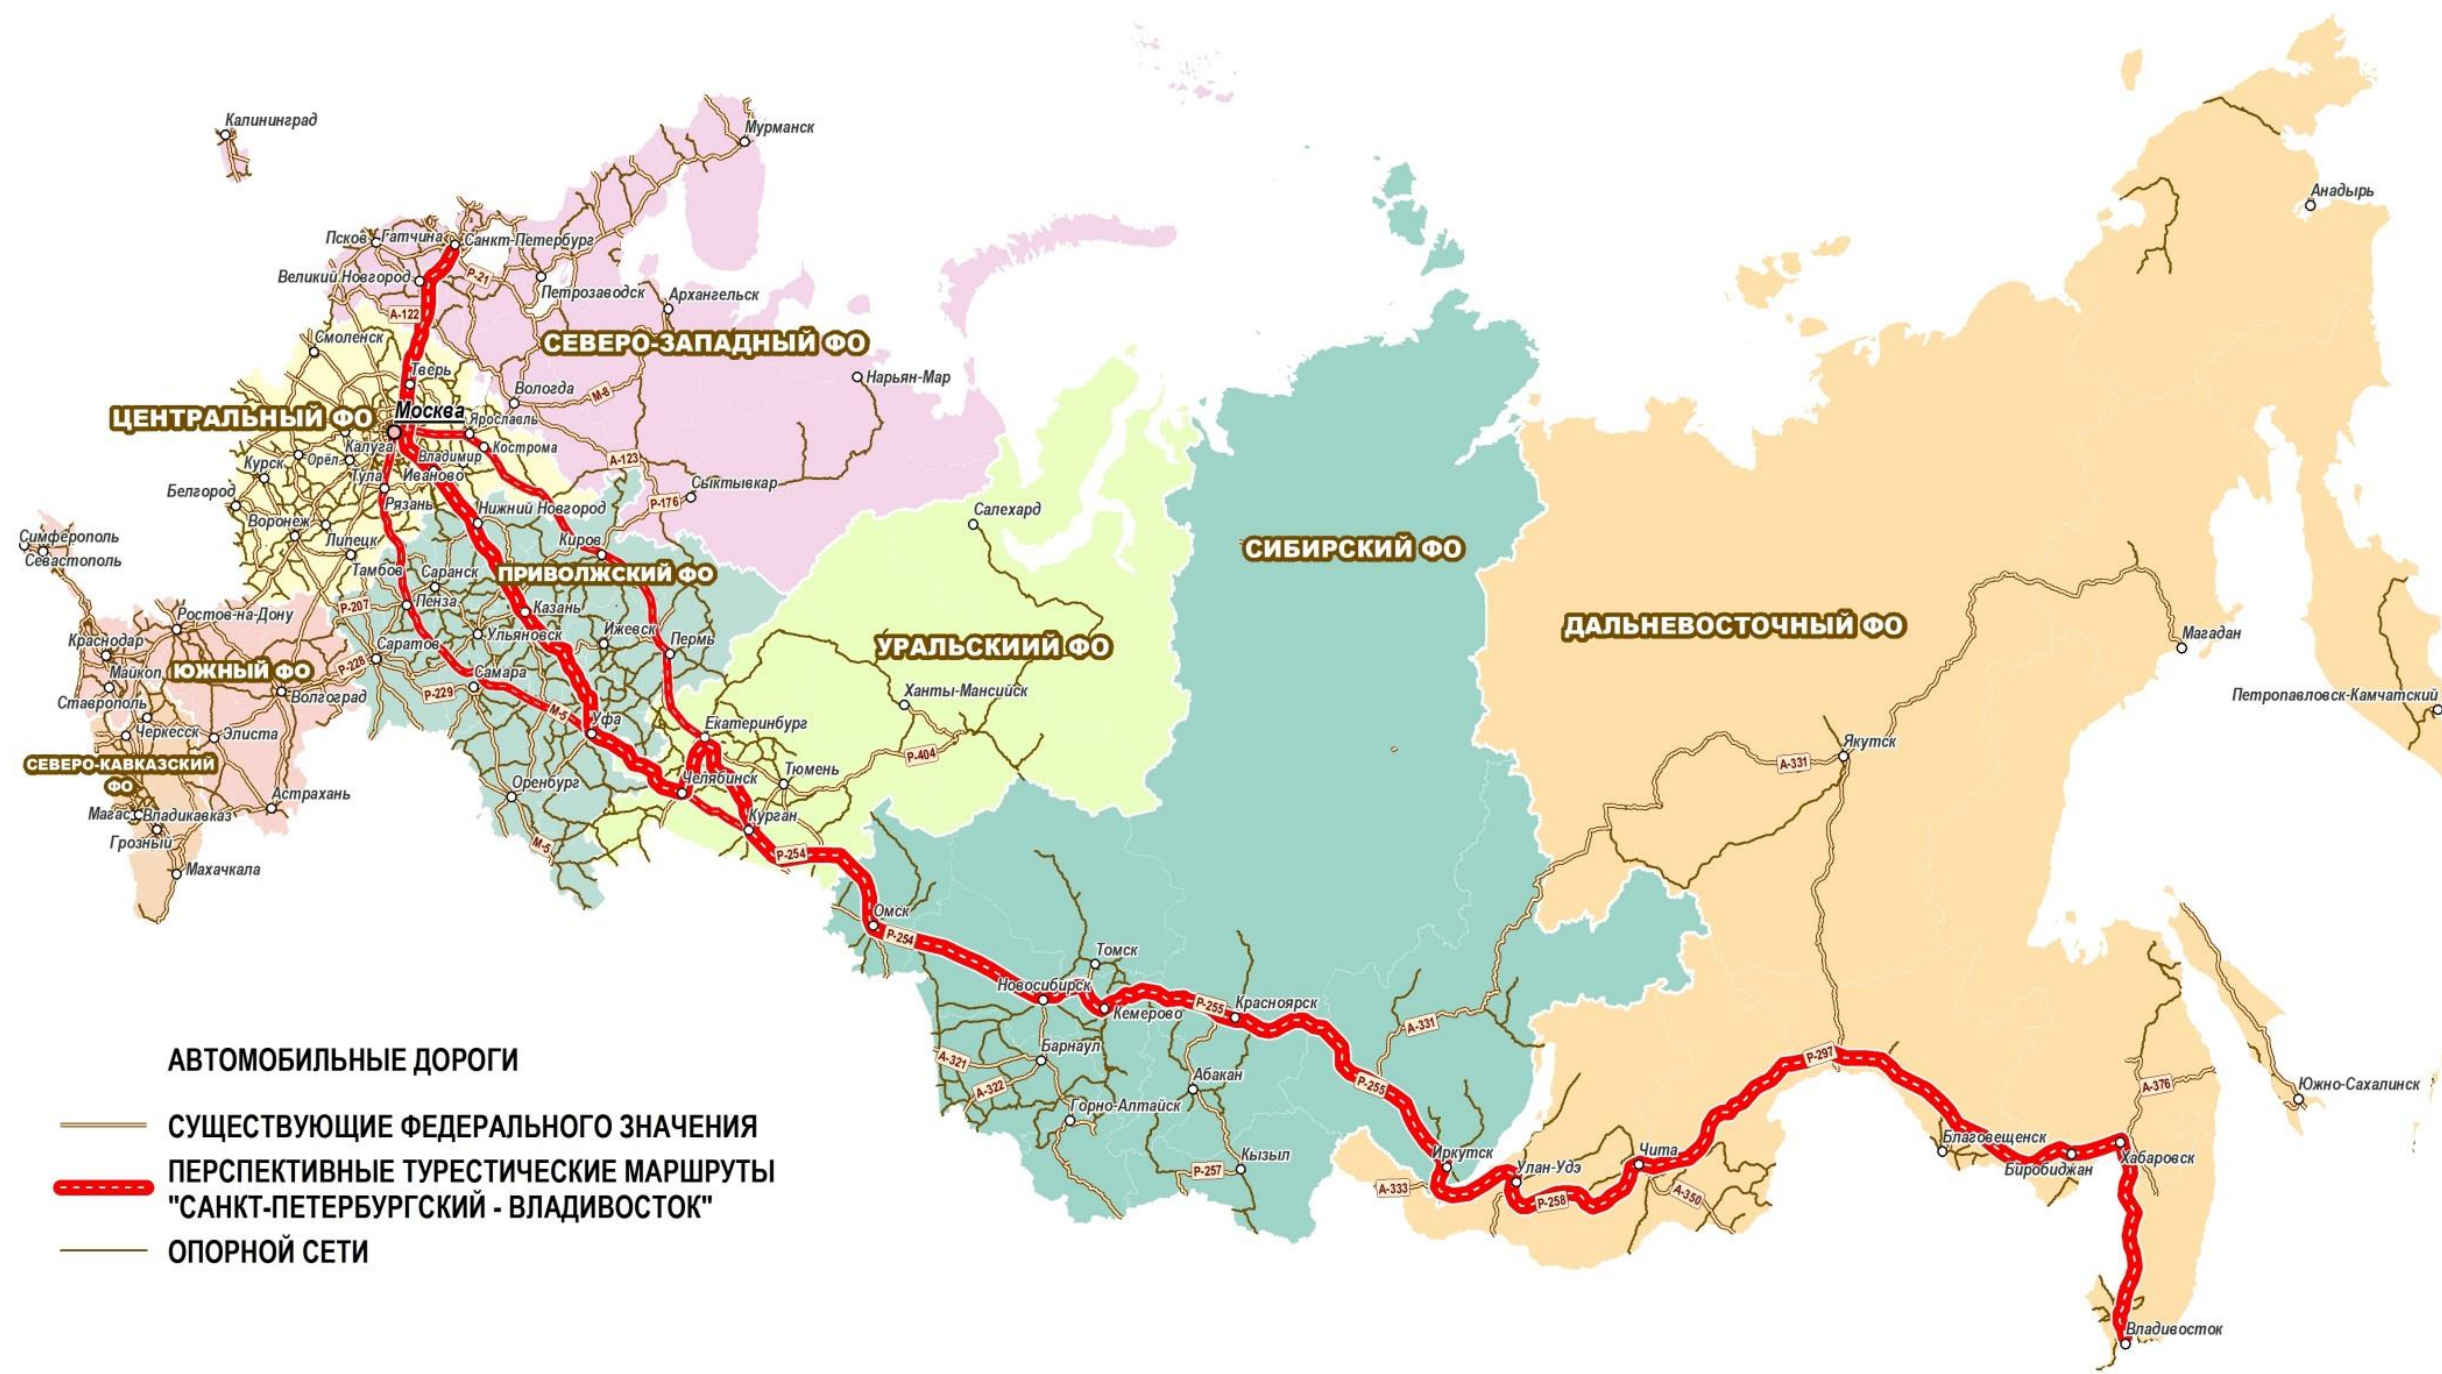 Калининград
Мурманск
Анадырь
Псков
Гатчина
Санкт-Петербург
Великий Новгород
Р-21
Петрозаводск
Архангельск
А-122
Смоленск
СЕВЕРО-ЗАПАДНЫЙ ФО
Тверь
Вологда
М-8
Нарьян-Мар
ЦЕНТРАЛЬНЫЙ ФО
Москва
Ярославль
Калуга
Кострома
Курск
Орёл
Владимир
А-123
Тула
Иваново
Сыктывкар
Белгород
Рязань
Р-176
Воронеж
Нижний Новгород
Салехард
Симферополь
Липецк
Киров
СИБИРСКИЙ ФО
Севастополь
Тамбов
Саранск
ПРИВОЛЖСКИЙ ФО
Р-207
Пенза
Казань
Ростов-на-Дону
Ульяновск
Ижевск
Пермь
ДАЛЬНЕВОСТОЧНЫЙ ФО
Магадан
Краснодар
Саратов
УРАЛЬСКИИЙ ФО
Майкоп
ЮЖНЫЙ ФО
Р-228
Самара
Р-229
Ханты-Мансийск
Петропавловск-Камчатский
Ставрополь
Волгоград
М-5
Уфа
Екатеринбург
Черкесск
Элиста
Р-404
Якутск
СЕВЕРО-КАВКАЗСКИЙ
ФО
А-331
Челябинск
Тюмень
Оренбург
Астрахань
Магас
Владикавказ
Курган
Грозный
М-5
Р-254
Махачкала
Омск
Р-254
Томск
Новосибирск
Кемерово
Р-255
Красноярск
А-331
Барнаул
А-321
А-322
Абакан
Р-255
Р-297
А-376
Южно-Сахалинск
Горно-Алтайск
Кызыл
Р-257
Иркутск
Улан-Удэ
Чита
Благовещенск
Биробиджан
Хабаровск
А-333
Р-258
А-350
Владивосток
АВТОМОБИЛЬНЫЕ ДОРОГИ
СУЩЕСТВУЮЩИЕ ФЕДЕРАЛЬНОГО ЗНАЧЕНИЯ
ПЕРСПЕКТИВНЫЕ ТУРЕСТИЧЕСКИЕ МАРШРУТЫ
"САНКТ-ПЕТЕРБУРГСКИЙ - ВЛАДИВОСТОК"
ОПОРНОЙ СЕТИ